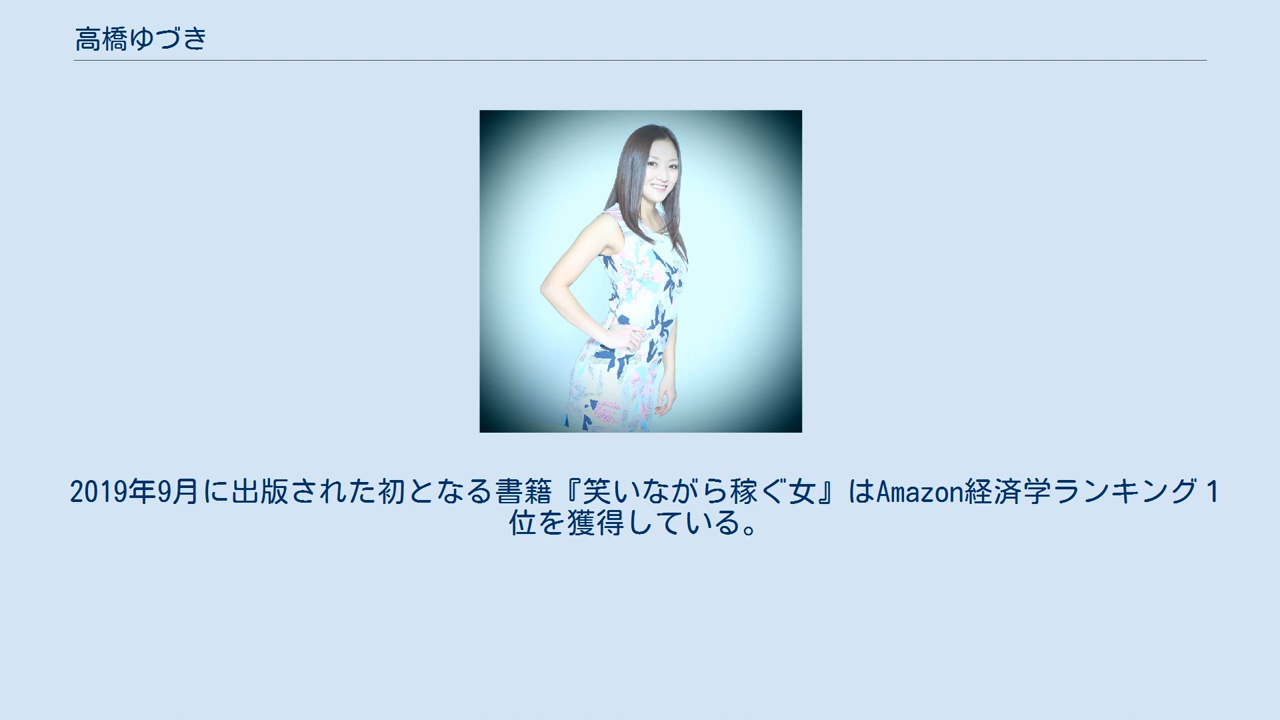 高橋ゆづき
2019年9月に出版された初となる書籍『笑いながら稼ぐ女』はAmazon経済学ランキング１
位を獲得している。